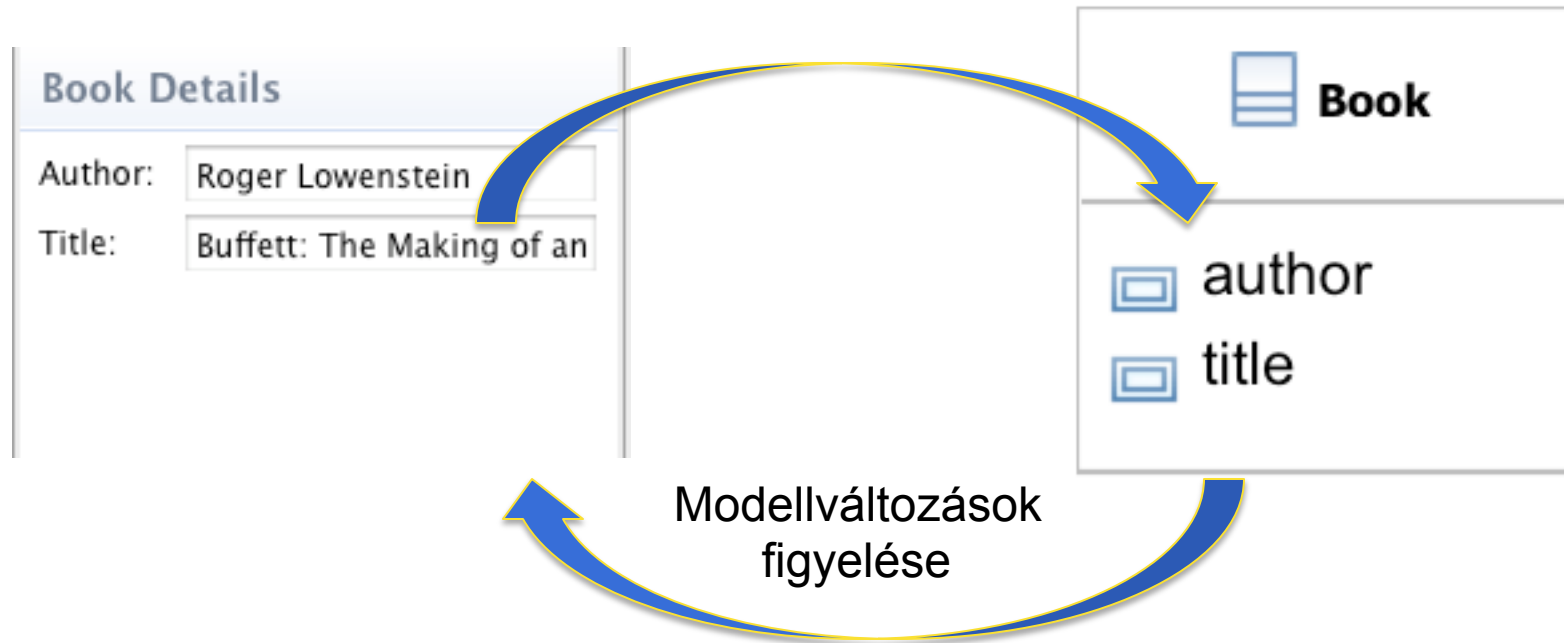 Book Details
Author: Roger Lowenstein
Title: Buffett: The Making of an
Book
author
title
Modellváltozások
figyelése